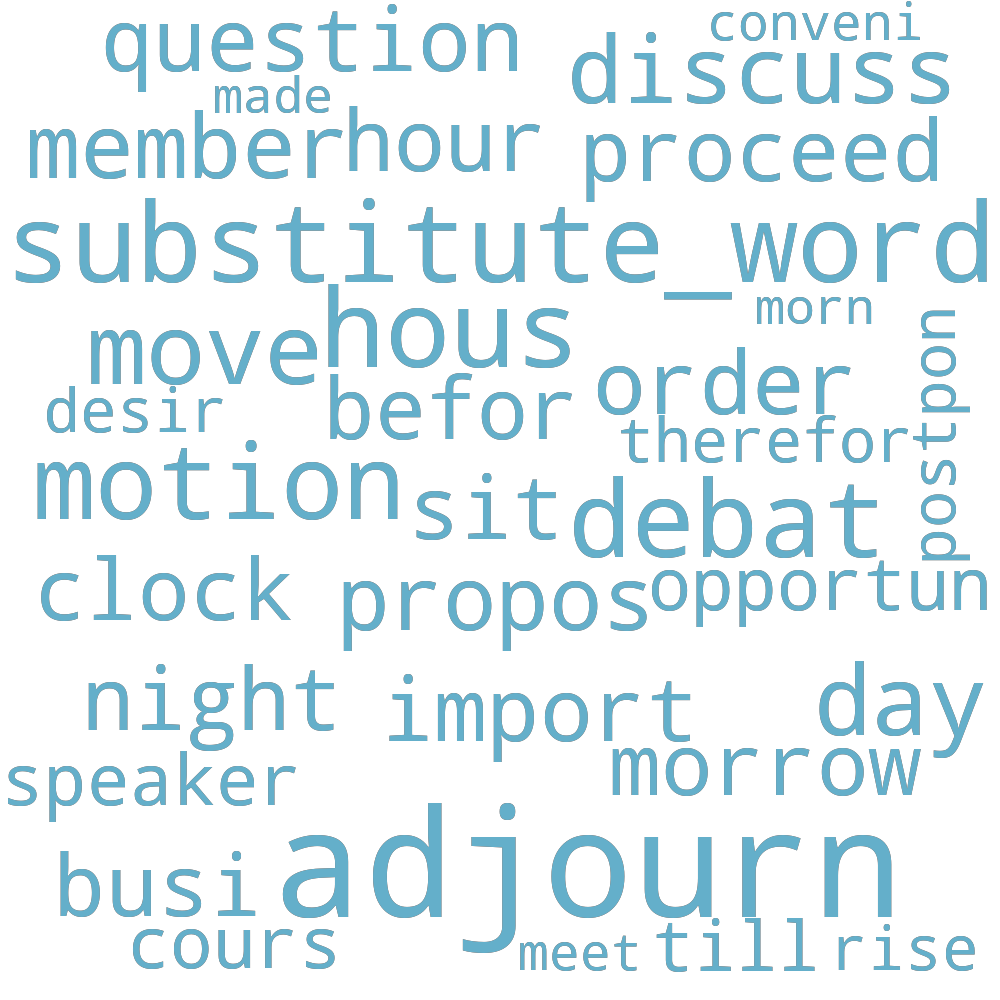 question
conveni
discuss
made
member
hour
proceed
substitute_word
morn
hous
move
postpon
order
desir
befor
therefor
motion
sit
debat
clock
propos
opportun
night
import
day
speaker
morrow
adjourn
busi
cours
meet
till
rise